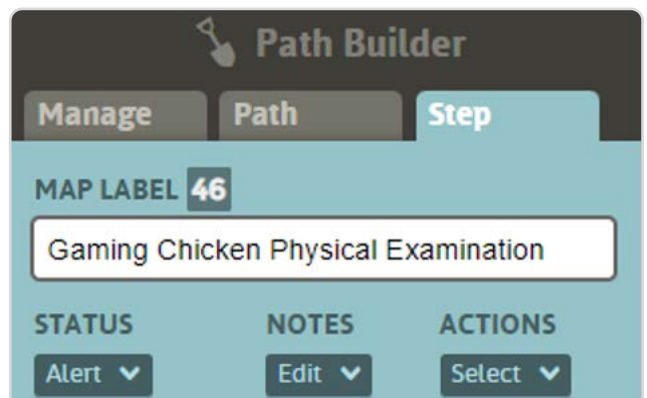 Path Builder
Manage Path Step
MAP LABEL 46
Gaming Chicken Physical Examination
STATUS NOTES ACTIONS
Alert Edit Select